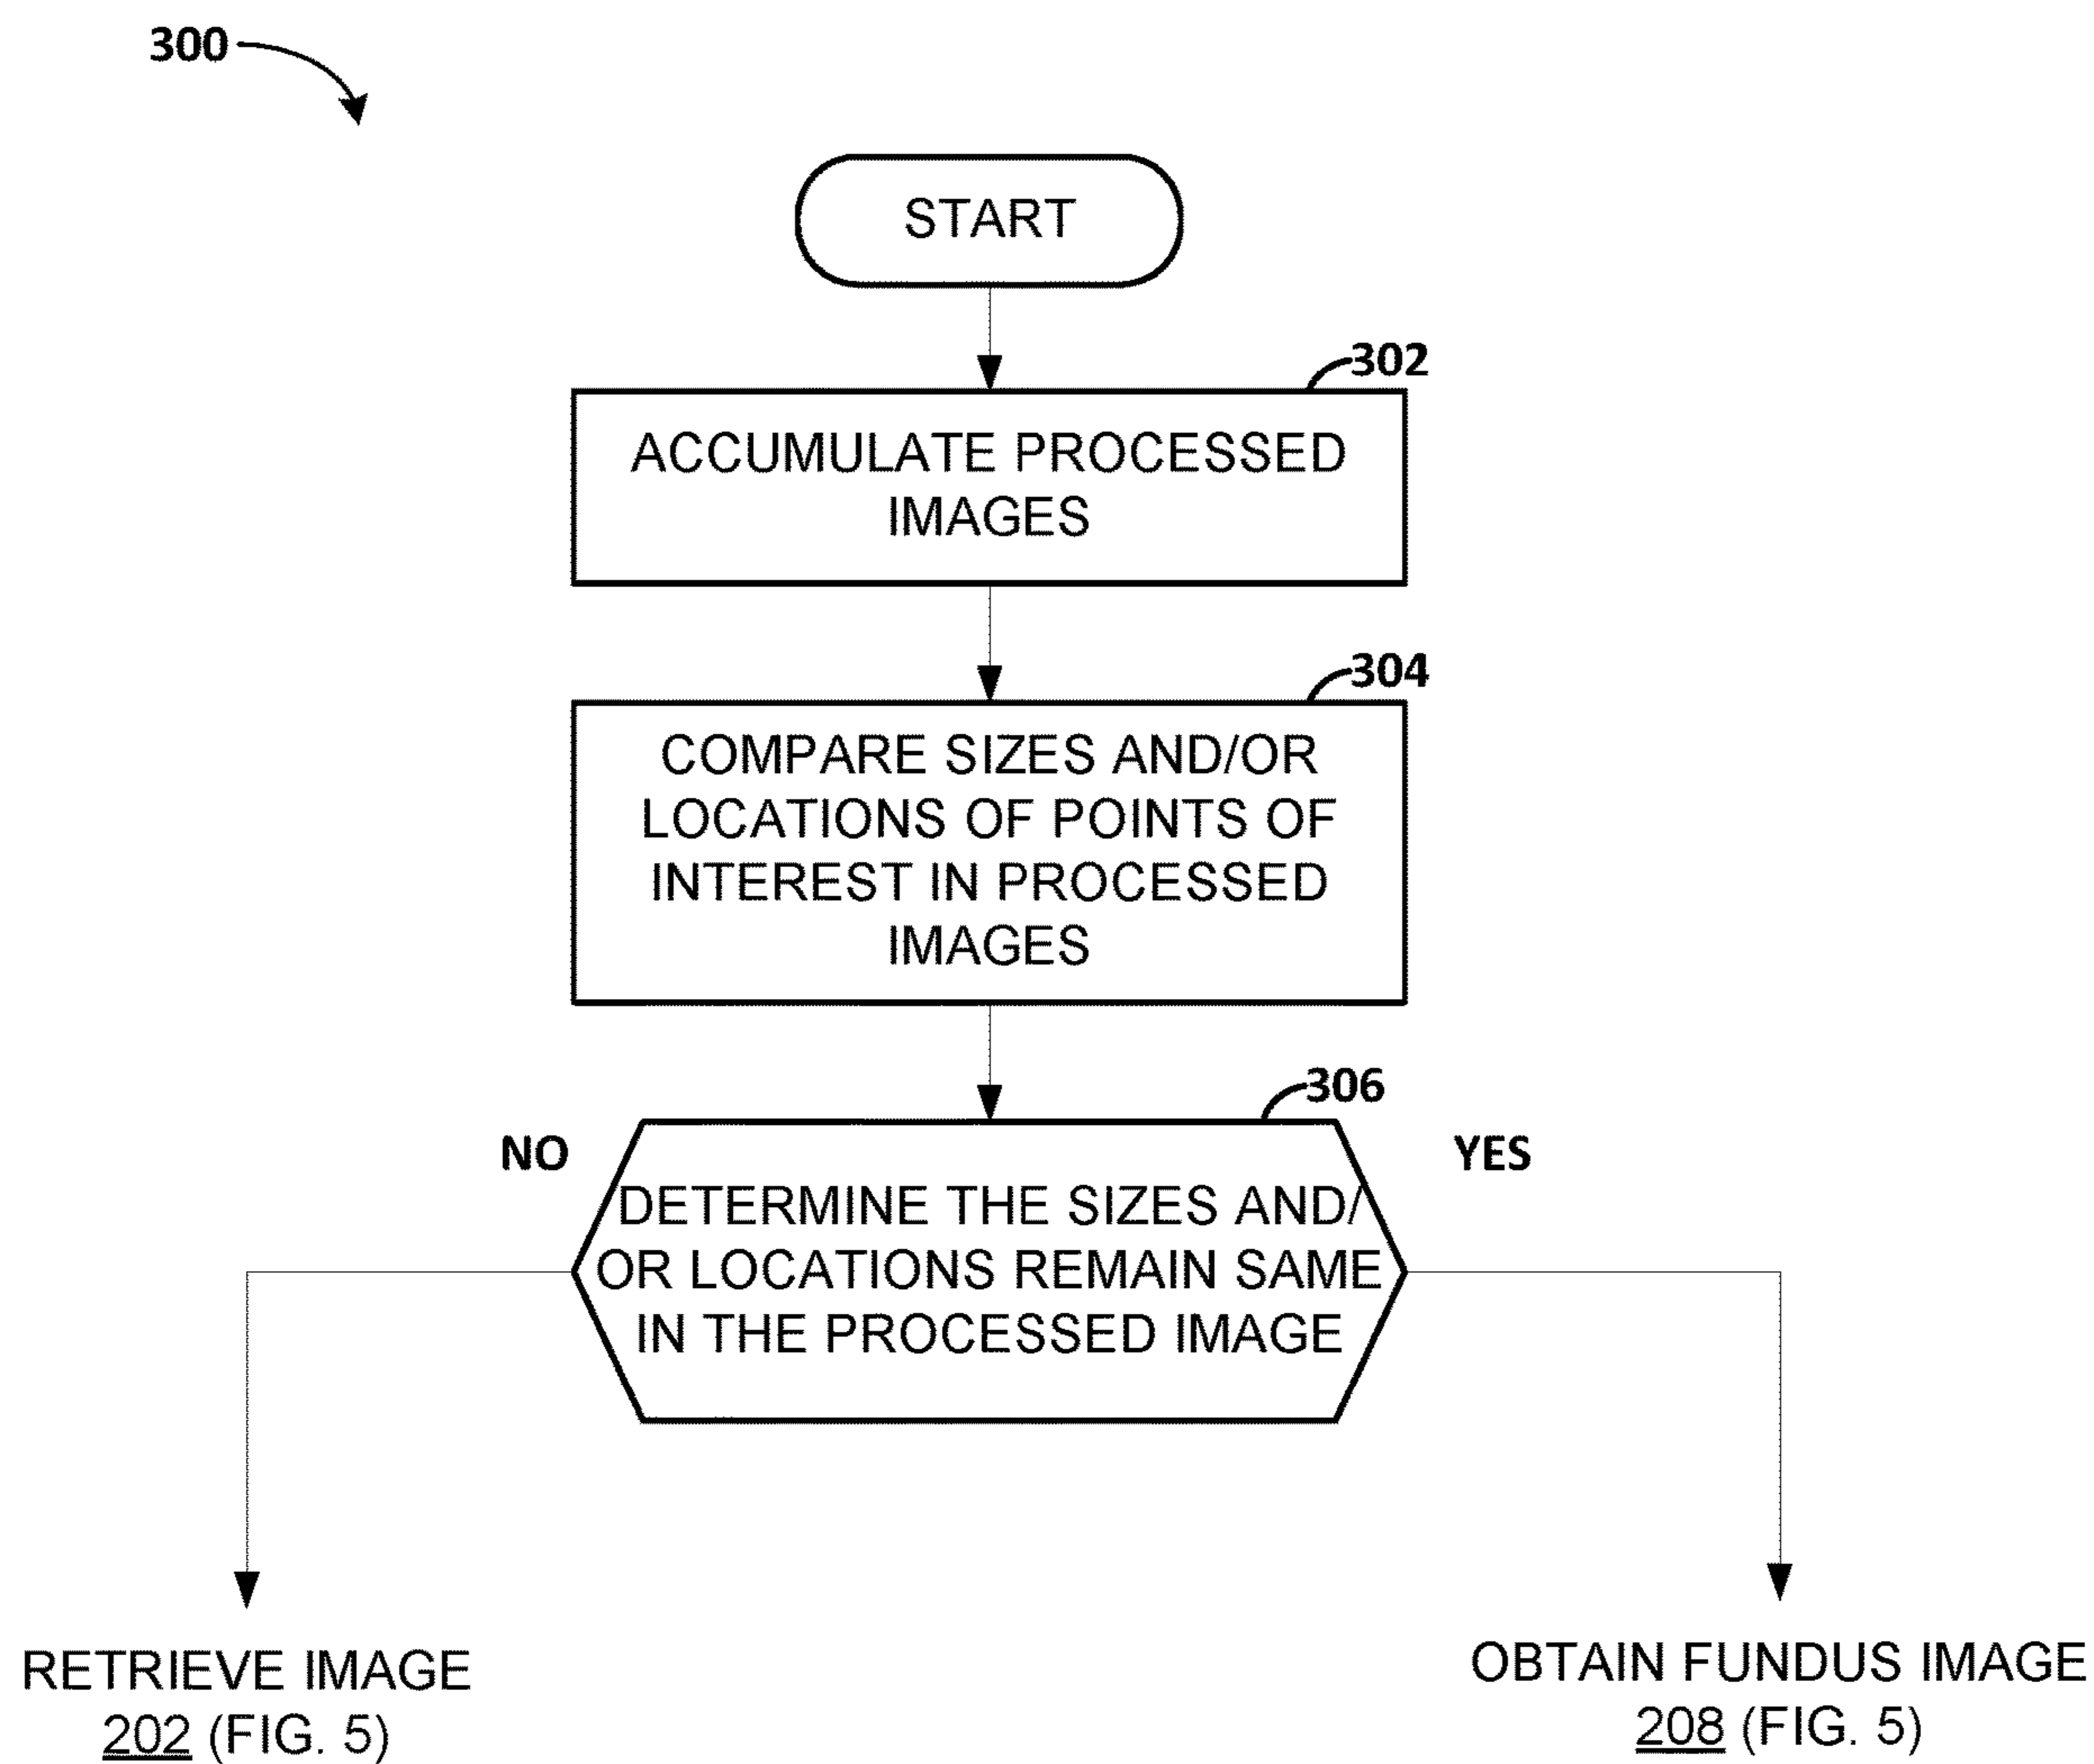 300
START
302
ACCUMULATE PROCESSED
IMAGES
304
COMPARE SIZES AND/OR
LOCATIONS OF POINTS OF
INTEREST IN PROCESSED
IMAGES
306
NO
YES
DETERMINE THE SIZES AND/
OR LOCATIONS REMAIN SAME
IN THE PROCESSED IMAGE
RETRIEVE IMAGE
202 (FIG. 5)
OBTAIN FUNDUS IMAGE
208 (FIG. 5)